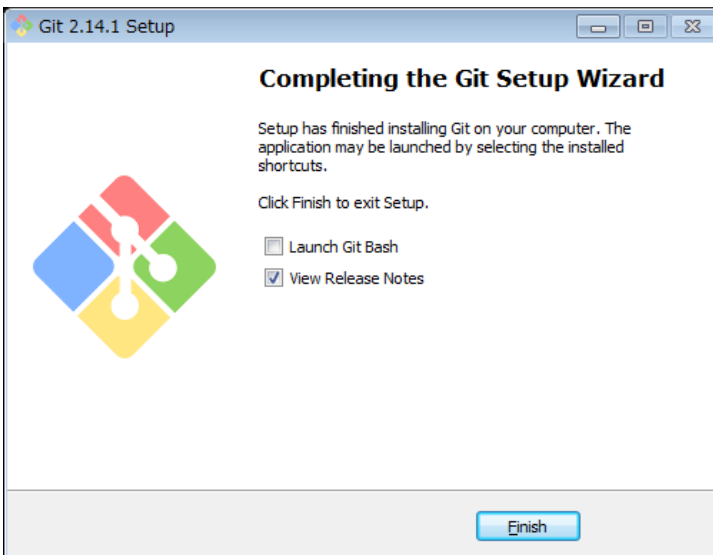 Git 2.14.1 Setup
Completing the Git Setup Wizard
Setup has finished installing Git on your computer. The
application may be launched by selecting the installed
shortcuts.
Click Finish to exit Setup.
Launch Git Bash
View Release Notes
Finish